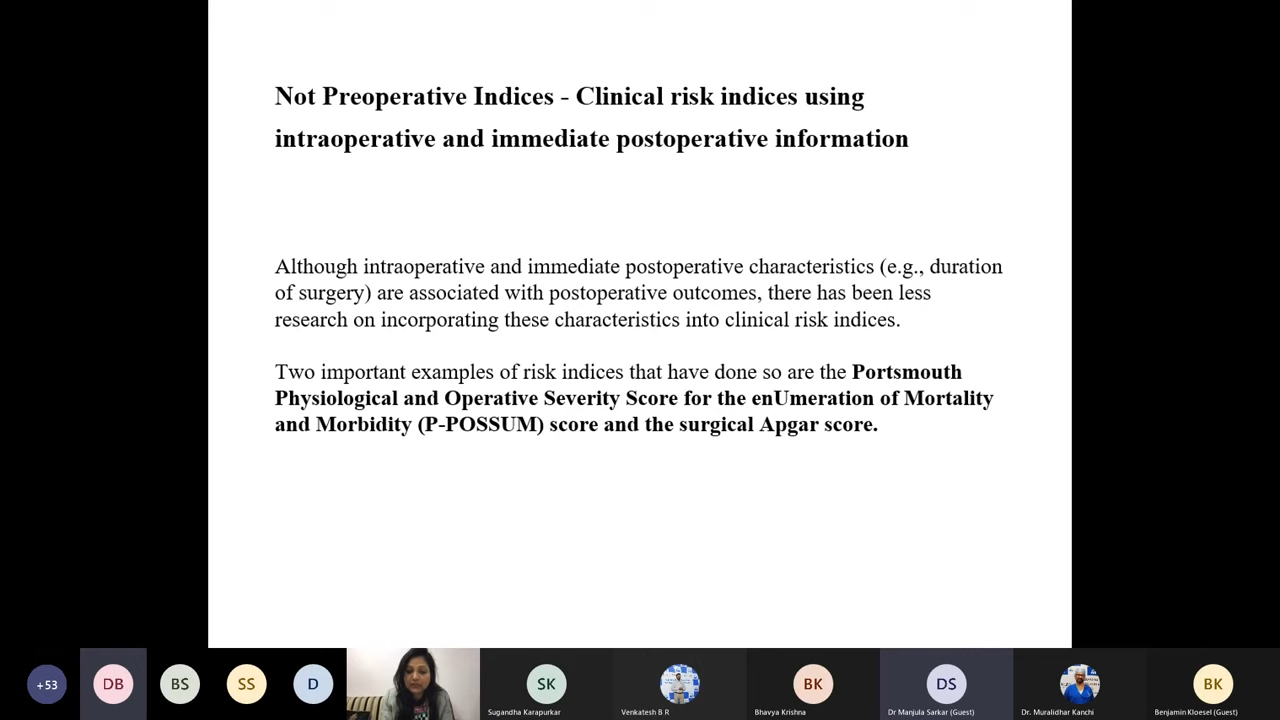 Not Preoperative Indices - Clinical risk indices using
intraoperative and immediate postoperative information
Although intraoperative and immediate postoperative characteristics (e.g., duration
of surgery) are associated with postoperative outcomes, there has been less
research on incorporating these characteristics into clinical risk indices.
Two important examples of risk indices that have done so are the Portsmouth
Physiological and Operative Severity Score for the enUmeration of Mortality
and Morbidity (P-POSSUM) score and the surgical Apgar score.
+53
DB
BS
SS
D
SK
Sugandha Karapurkar
Venkatesh B R
BK
Bhavya Krishna
DS
Dr Manjula Sarkar (Guest)
Dr. Muralidhar Kanchi
BK
Benjamin Kloesel (Guest)